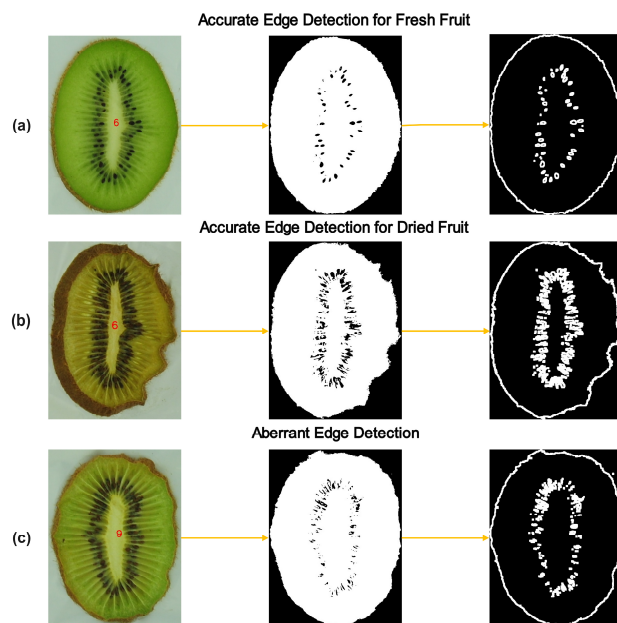 Accurate Edge Detection for Fresh Fruit
(a)
6
Accurate Edge Detection for Dried Fruit
(b)
6
Aberrant Edge Detection
(c)
9